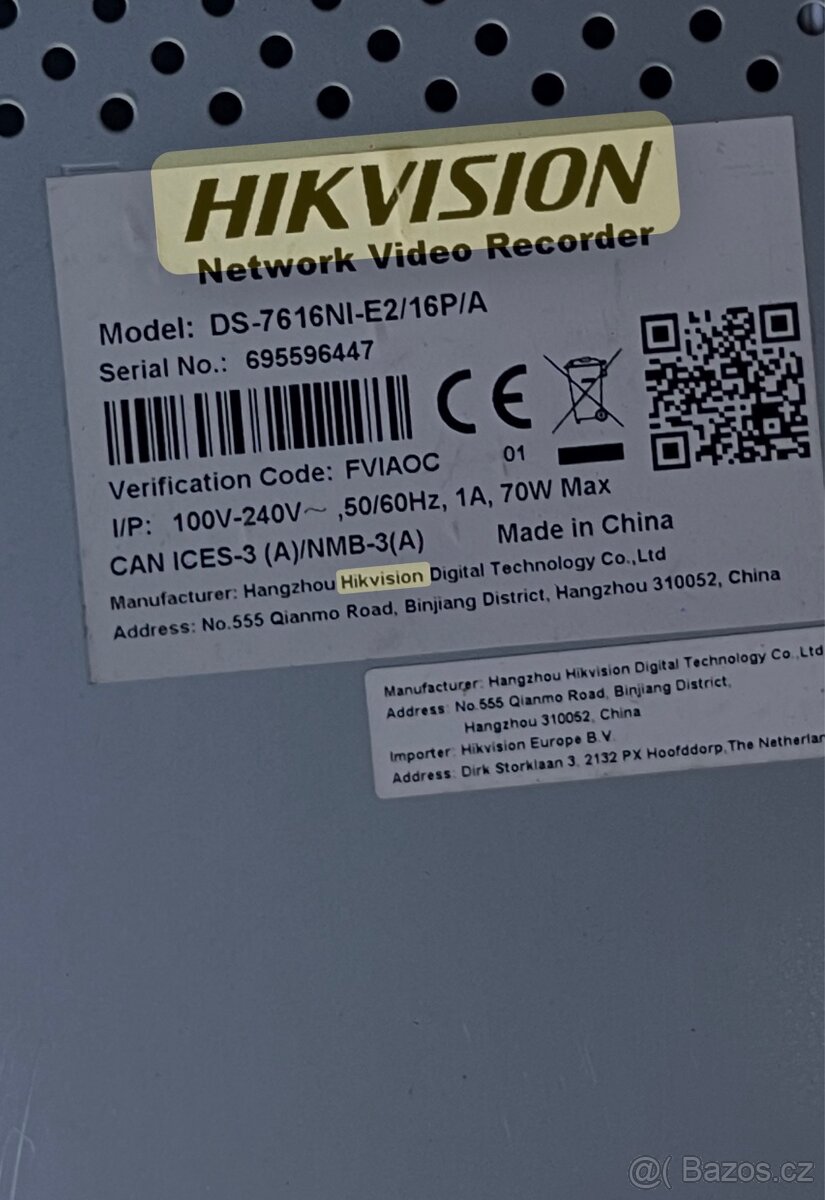 HIKVISION
Network Video Recorder
Model: DS-7616NI-E2/16P/A
Serial No.: 695596447
Verification Code: FVIAOC
01
I/P: 100V-240V~ ,50/60Hz, 1A, 70W Max
CAN ICES-3 (A)/NMB-3(A)
Made in China
Manufacturer: Hangzhou Hikvision Digital Technology Co.,Ltd
Address: No.555 Qianmo Road, Binjiang District, Hangzhou 310052, China
Manufacturer: Hangzhou Hikvision Digital Technology Co.,Ltd
Address: No.555 Qianmo Road, Binjiang District,
Hangzhou 310052, China
Importer: Hikvision Europe B.V.
Address: Dirk Storklaan 3, 2132 PX Hoofddorp,The Netherlan
@( Bazos.cz